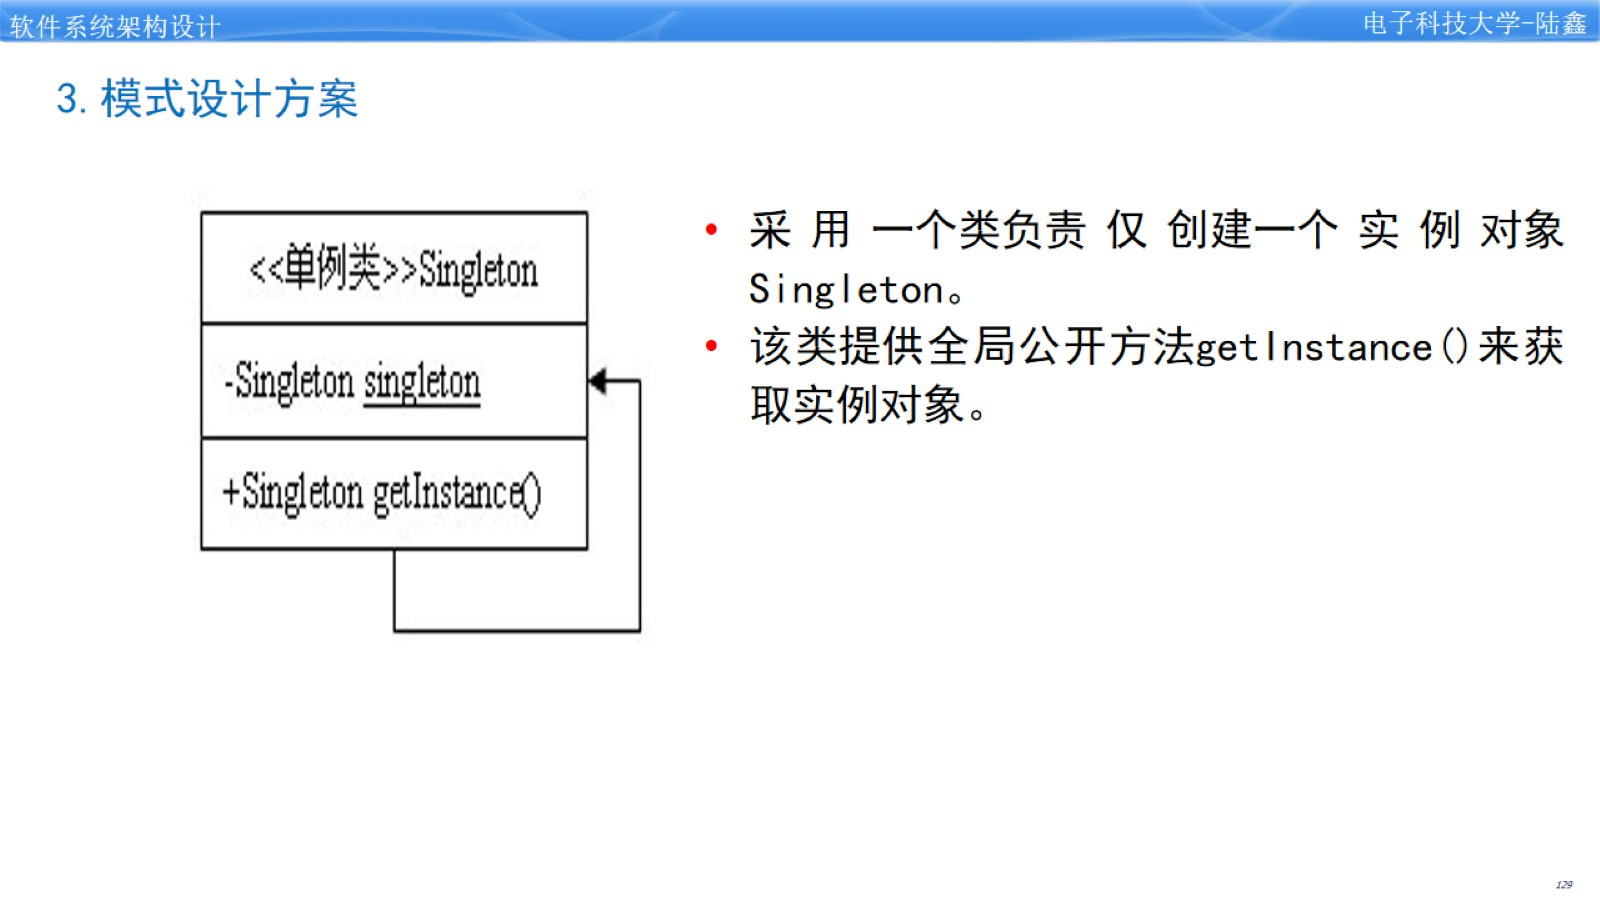 软件系统架构设计
电子科技大学-陆鑫
3.模式设计方案
<<单例类>>Singleton
-Singleton singleton
+Singleton getInstance()
• 采用一个类负责仅创建一个实例对象
Singleton。
• 该类提供全局公开方法getInstance()来获
取实例对象。
129